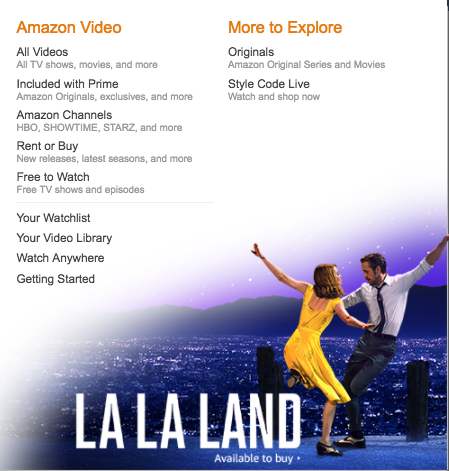 Amazon Video
All Videos
All TV shows, movies, and more
Included with Prime
Amazon Originals, exclusives, and more
Amazon Channels
HBO, SHOWTIME, STARZ, and more
Rent or Buy
New releases, latest seasons, and more
Free to Watch
Free TV shows and episodes
Your Watchlist
Your Video Library
Watch Anywhere
Getting Started
More to Explore
Originals
Amazon Original Series and Movies
Style Code Live
Watch and shop now
LA LA LAND
Available to buy